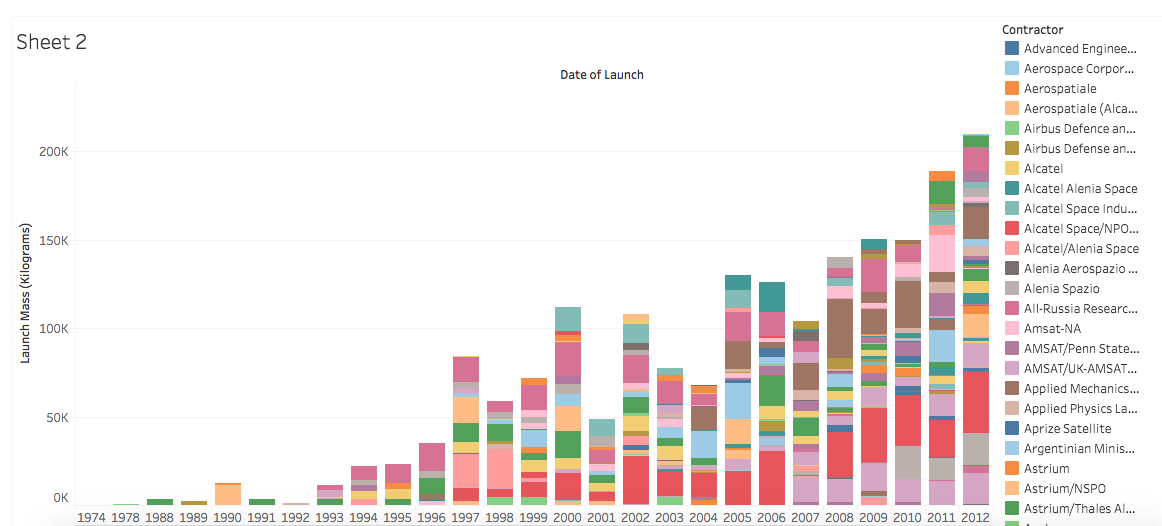 Sheet 2
Date of Launch
Launch Mass (Kilograms)
200K
150K
100K
50K
0K
1974 1978 1988 1989 1990 1991 1992 1993 1994 1995 1996 1997 1998 1999 2000 2001 2002 2003 2004 2005 2006 2007 2008 2009 2010 2011 2012
Contractor
Advanced Enginee...
Aerospace Corpor...
Aerospatiale
Aerospatiale (Alca...
Airbus Defence an...
Airbus Defense an...
Alcatel
Alcatel Alenia Space
Alcatel Space Indu...
Alcatel Space/NPO...
Alcatel/Alenia Space
Alenia Aerospazio ...
Alenia Spazio
All-Russia Researc...
Amsat-NA
AMSAT/Penn State...
AMSAT/UK-AMSAT...
Applied Mechanics...
Applied Physics La...
Aprize Satellite
Argentinian Minis...
Astrium
Astrium/NSPO
Astrium/Thales Al...